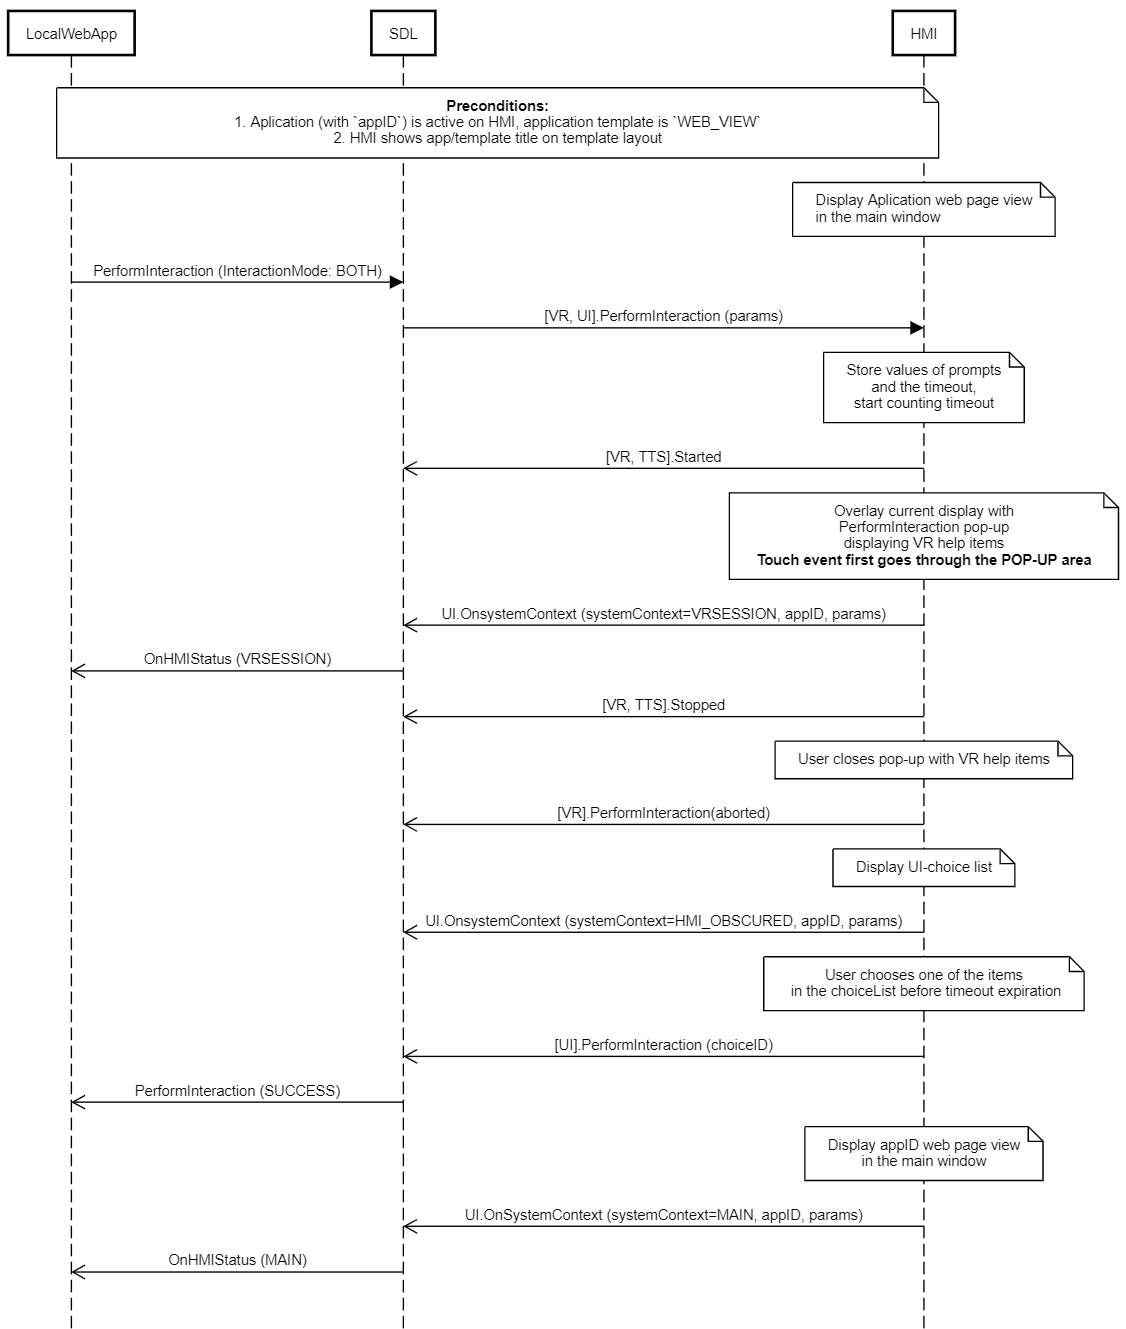 LocalWebApp
SDL
HMI
Preconditions:
1. Aplication (with `appID`) is active on HMI, application template is `WEB_VIEW`
2. HMI shows app/template title on template layout
Display Aplication web page view
in the main window
PerformInteraction (InteractionMode: BOTH)
[VR, UI].PerformInteraction (params)
Store values of prompts
and the timeout,
start counting timeout
[VR, TTS].Started
Overlay current display with
PerformInteraction pop-up
displaying VR help items
Touch event first goes through the POP-UP area
UI.OnsystemContext (systemContext=VRSESSION, appID, params)
OnHMIStatus (VRSESSION)
[VR, TTS].Stopped
User closes pop-up with VR help items
[VR].PerformInteraction(aborted)
Display UI-choice list
UI.OnsystemContext (systemContext=HMI_OBSCURED, appID, params)
User chooses one of the items
in the choiceList before timeout expiration
[UI].PerformInteraction (choiceID)
PerformInteraction (SUCCESS)
Display appID web page view
in the main window
UI.OnSystemContext (systemContext=MAIN, appID, params)
OnHMIStatus (MAIN)